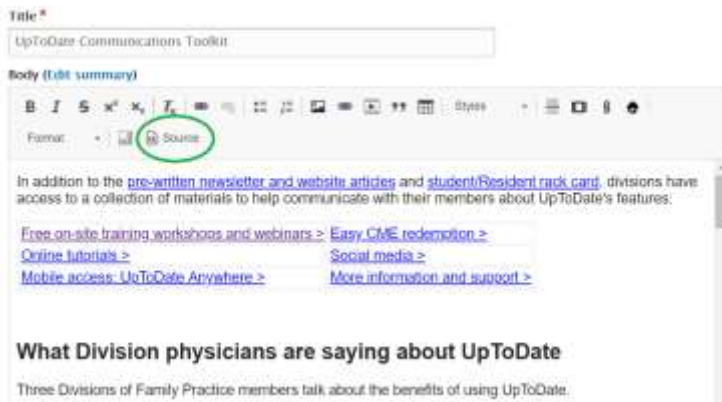 Title *
UpToDate Communications Toolkit
Body (Edit summary)
B I S x² Xₓ Tₓ Styles
Format Source
In addition to the pre-written newsletter and website articles and student/Resident rack card, divisions have
access to a collection of materials to help communicate with their members about UpToDate's features:
Free on-site training workshops and webinars > Easy CME redemption >
Online tutorials > Social media >
Mobile access: UpToDate Anywhere > More information and support >
What Division physicians are saying about UpToDate
Three Divisions of Family Practice members talk about the benefits of using UpToDate.